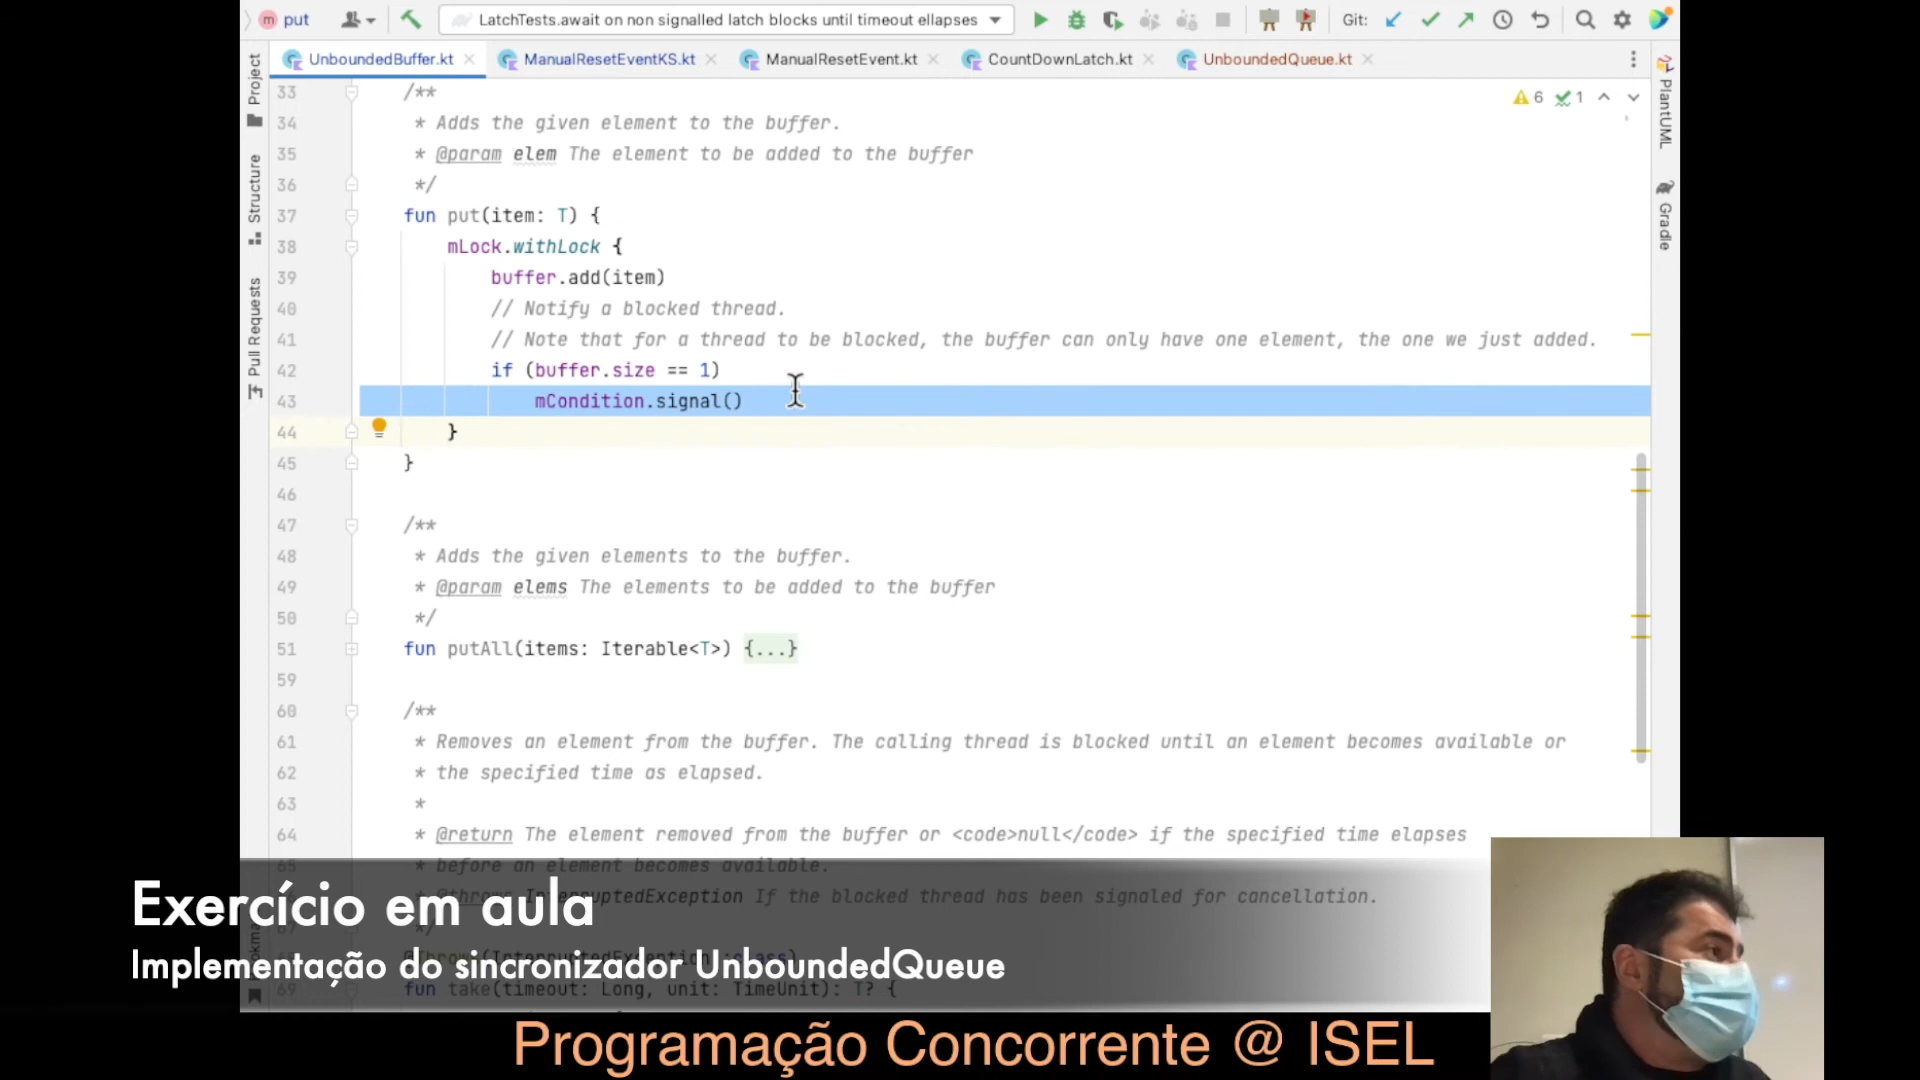 put
LatchTests.await on non signalled latch blocks until timeout ellapses
Git:
UnboundedBuffer.kt
ManualResetEventKS.kt
ManualResetEvent.kt
CountDownLatch.kt
UnboundedQueue.kt
Project
Structure
Pull Requests
PlantUML
Gradle
6 1
33 /**
34 * Adds the given element to the buffer.
35 * @param elem The element to be added to the buffer
36 */
37 fun put(item: T) {
38 mLock.withLock {
39 buffer.add(item)
40 // Notify a blocked thread.
41 // Note that for a thread to be blocked, the buffer can only have one element, the one we just added.
42 if (buffer.size == 1)
43 mCondition.signal()
44 }
45 }
46
47 /**
48 * Adds the given elements to the buffer.
49 * @param elems The elements to be added to the buffer
50 */
51 fun putAll(items: Iterable<T>) {...}
59
60 /**
61 * Removes an element from the buffer. The calling thread is blocked until an element becomes available or
62 * the specified time as elapsed.
63 *
64 * @return The element removed from the buffer or <code>null</code> if the specified time elapses
65 * before an element becomes available.
InterruptedException If the blocked thread has been signaled for cancellation.
69 fun take(timeout: Long, unit: TimeUnit): T? {
Exercício em aula
Implementação do sincronizador UnboundedQueue
Programação Concorrente @ ISEL